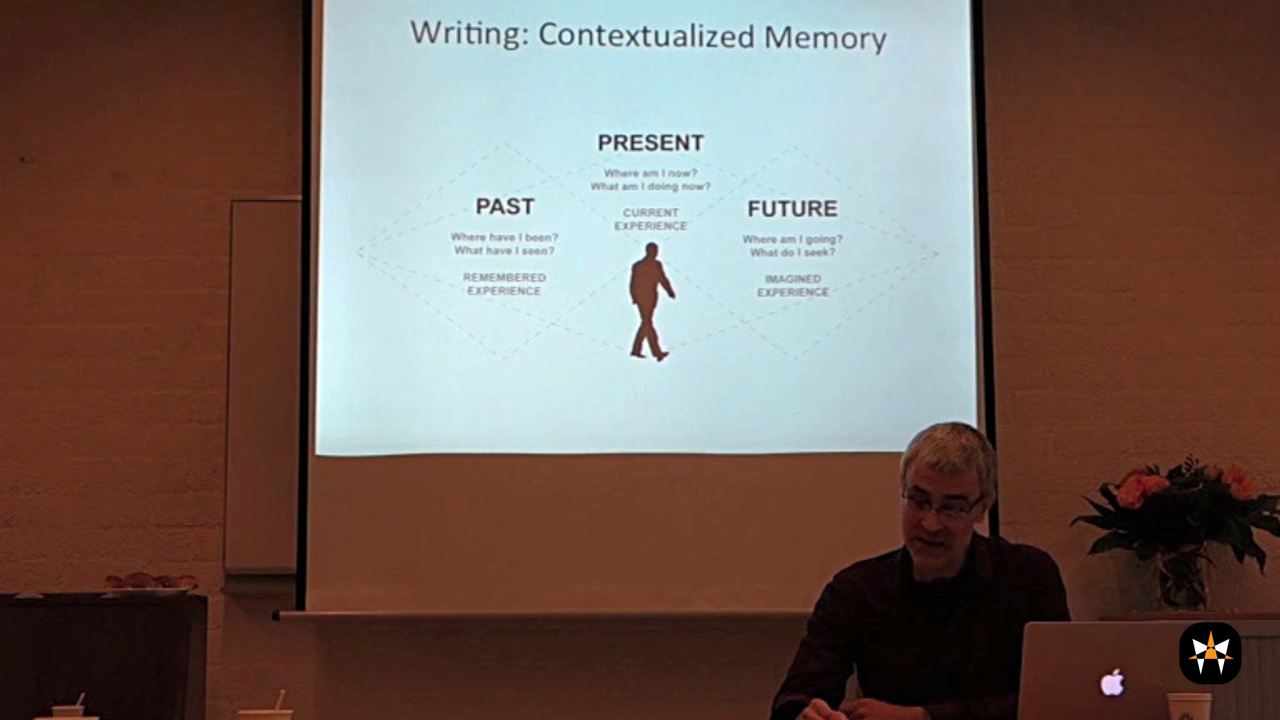 Writing: Contextualized Memory
PRESENT
Where am I now?
What am I doing now?
CURRENT
EXPERIENCE
PAST
Where have I been?
What have I seen?
REMEMBERED
EXPERIENCE
FUTURE
Where am I going?
What do I seek?
IMAGINED
EXPERIENCE